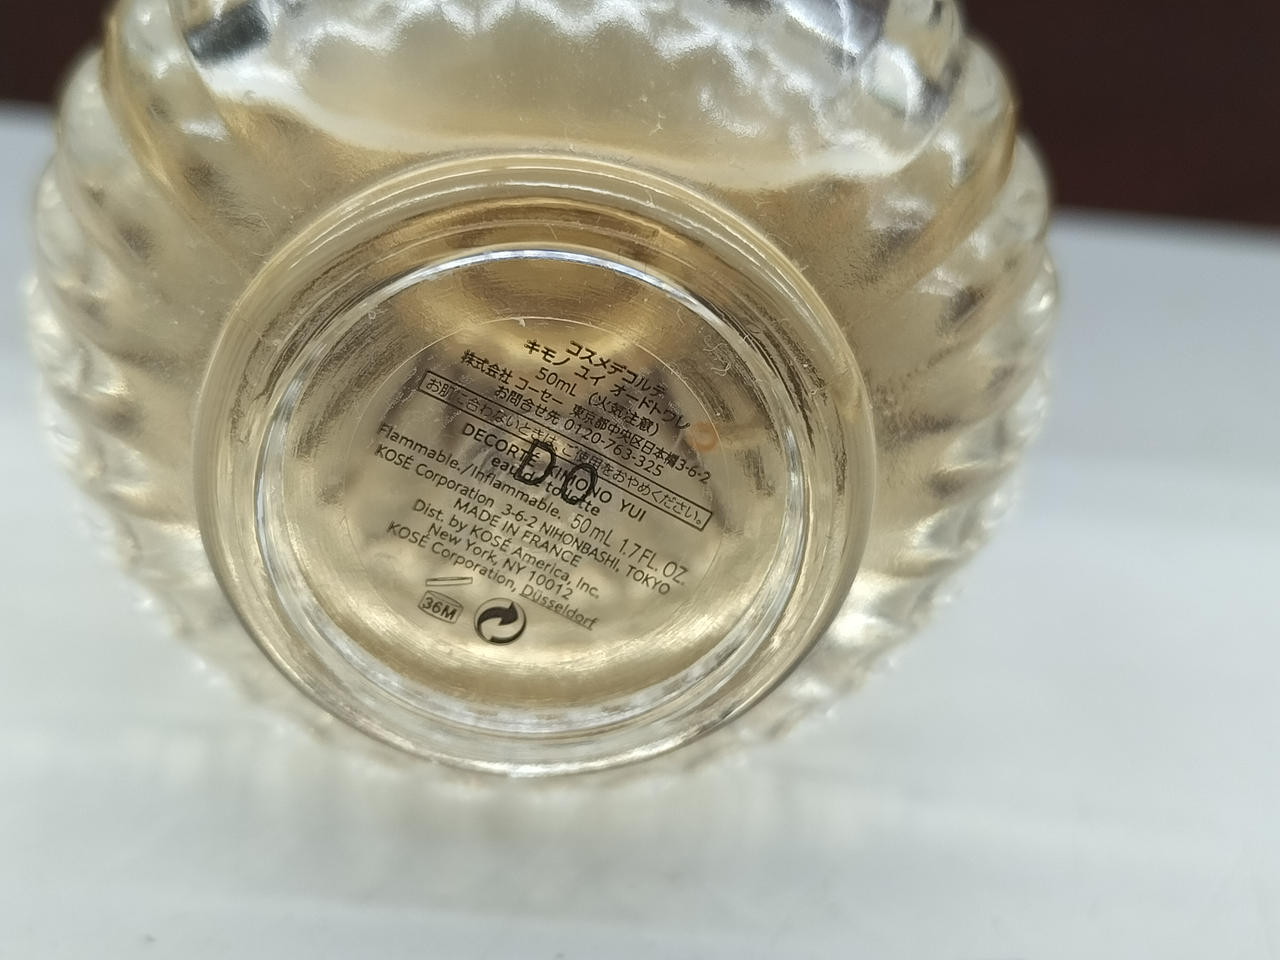 コスメデコルテ
キモノ ユイ オードトワレ
50mL (火気注意)
株式会社 コーセー 東京都中央区日本橋3-6-2
お問合せ先 0120-763-325
お肌に合わないときは、ご使用をおやめください。
DECORTÉ KIMONO YUI
eau de toilette
Flammable./Inflammable. 50mL 1.7FL. OZ.
KOSÉ Corporation 3-6-2 NIHONBASHI, TOKYO
MADE IN FRANCE
Dist. by KOSÉ America, Inc.
New York, NY 10012
KOSÉ Corporation, Düsseldorf
36M